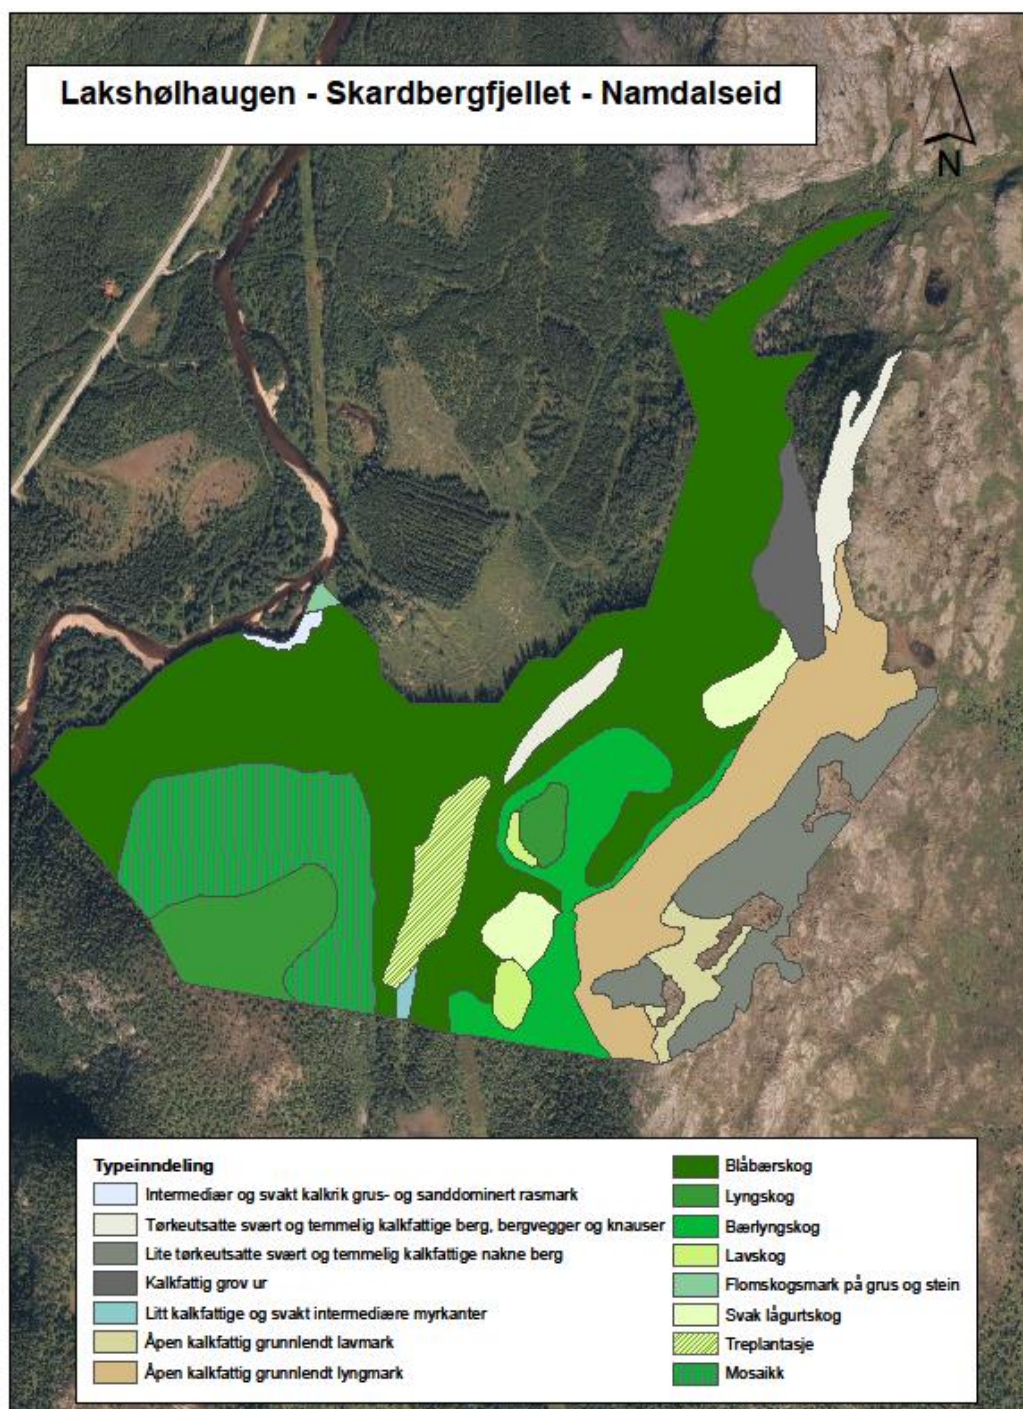 Lakshølhaugen - Skardbergfjellet - Namdalseid
N
Typeinndeling
Intermediær og svakt kalkrik grus- og sanddominert rasmark
Tørkeutsatte svært og temmelig kalkfattige berg, bergvegger og knauser
Lite tørkeutsatte svært og temmelig kalkfattige nakne berg
Kalkfattig grov ur
Litt kalkfattige og svakt intermediære myrkanter
Åpen kalkfattig grunnlendt lavmark
Åpen kalkfattig grunnlendt lyngmark
Blåbærskog
Lyngskog
Bærlyngskog
Lavskog
Flomskogsmark på grus og stein
Svak lågurtskog
Treplantasje
Mosaikk